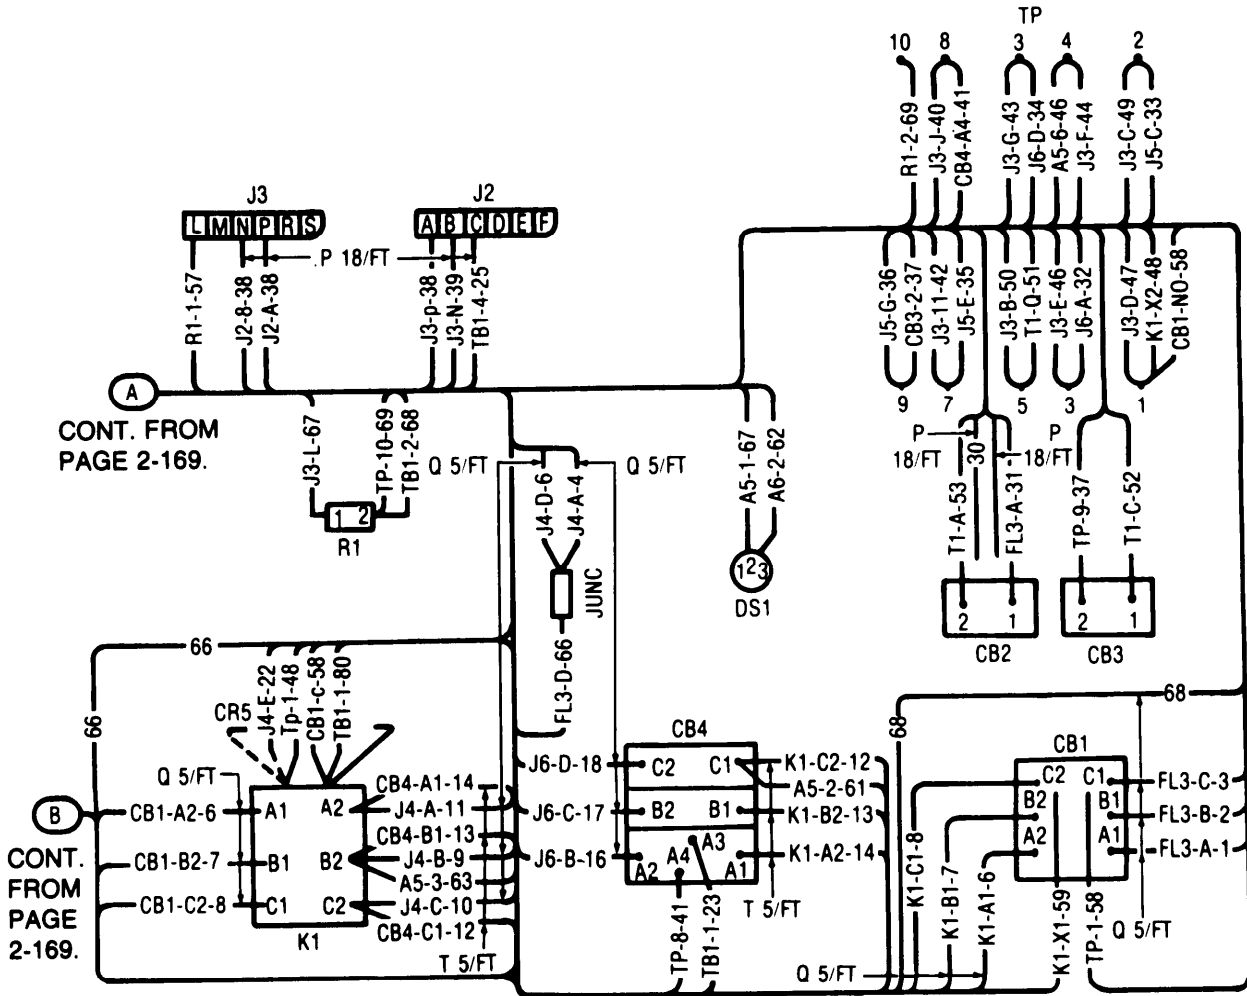 TP
10 8 3 4 2
R1-2-69
J3-J-40
CB4-A4-41
J3-G-43
J6-D-34
A5-6-46
J3-F-44
J3-C-49
J5-C-33
J3
L M N P R S
J2
A B C D E F
.P 18/FT
R1-1-57
J2-8-38
J2-A-38
J3-p-38
J3-N-39
TB1-4-25
J5-G-36
CB3-2-37
J3-11-42
J5-E-35
J3-B-50
T1-Q-51
J3-E-46
J6-A-32
J3-D-47
K1-X2-48
CB1-NO-58
9 7 5 3 1
A
CONT. FROM
PAGE 2-169.
J3-L-67
TP-10-69
TB1-2-68
1 2
R1
Q 5/FT
J4-D-6
J4-A-4
Q 5/FT
JUNC
FL3-D-66
A5-1-67
A6-2-62
1 2 3
DS1
P
18/FT
30
P
18/FT
T1-A-53
FL3-A-31
TP-9-37
T1-C-52
2 1
CB2
2 1
CB3
66
66
CR5
J4-E-22
Tp-1-48
CB1-c-58
TB1-1-80
Q 5/FT
B
CONT.
FROM
PAGE
2-169.
CB1-A2-6
CB1-B2-7
CB1-C2-8
A1 A2
B1 B2
C1 C2
K1
CB4-A1-14
J4-A-11
CB4-B1-13
J4-B-9
A5-3-63
J4-C-10
CB4-C1-12
T 5/FT
CB4
J6-D-18
J6-C-17
J6-B-16
C2 C1
B2 B1
A3
A4
A2 A1
K1-C2-12
A5-2-61
K1-B2-13
K1-A2-14
T 5/FT
TP-8-41
TB1-1-23
68
68
CB1
C2 C1
B2 B1
A2 A1
FL3-C-3
FL3-B-2
FL3-A-1
K1-C1-8
K1-B1-7
K1-A1-6
K1-X1-59
TP-1-58
Q 5/FT
Q 5/FT